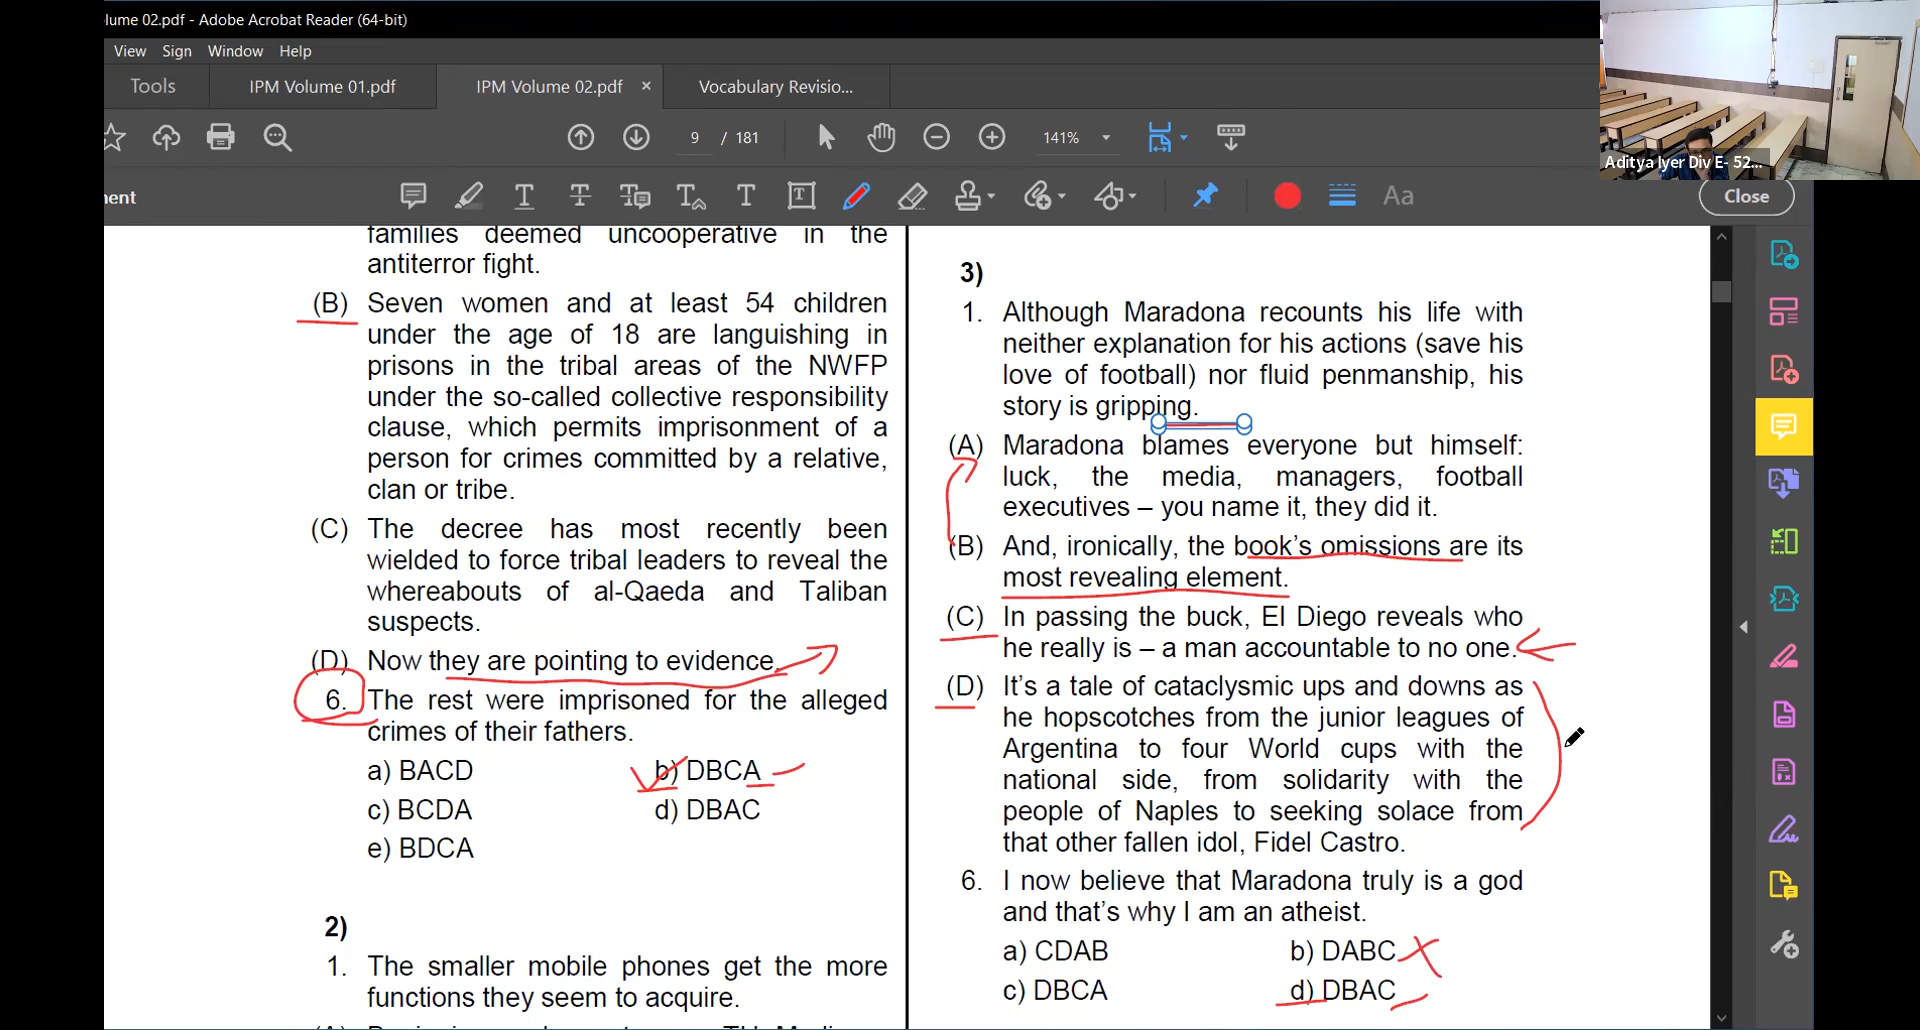 lume 02.pdf - Adobe Acrobat Reader (64-bit)
View Sign Window Help
Tools IPM Volume 01.pdf IPM Volume 02.pdf × Vocabulary Revisio...
9 / 181 141%
ent Aa Close
Aditya Iyer Div E- 52...
families deemed uncooperative in the
antiterror fight.
(B) Seven women and at least 54 children
under the age of 18 are languishing in
prisons in the tribal areas of the NWFP
under the so-called collective responsibility
clause, which permits imprisonment of a
person for crimes committed by a relative,
clan or tribe.
(C) The decree has most recently been
wielded to force tribal leaders to reveal the
whereabouts of al-Qaeda and Taliban
suspects.
(D) Now they are pointing to evidence.
6. The rest were imprisoned for the alleged
crimes of their fathers.
a) BACD b) DBCA
c) BCDA d) DBAC
e) BDCA
2)
1. The smaller mobile phones get the more
functions they seem to acquire.
3)
1. Although Maradona recounts his life with
neither explanation for his actions (save his
love of football) nor fluid penmanship, his
story is gripping.
(A) Maradona blames everyone but himself:
luck, the media, managers, football
executives – you name it, they did it.
(B) And, ironically, the book's omissions are its
most revealing element.
(C) In passing the buck, El Diego reveals who
he really is – a man accountable to no one.
(D) It's a tale of cataclysmic ups and downs as
he hopscotches from the junior leagues of
Argentina to four World cups with the
national side, from solidarity with the
people of Naples to seeking solace from
that other fallen idol, Fidel Castro.
6. I now believe that Maradona truly is a god
and that's why I am an atheist.
a) CDAB b) DABC
c) DBCA d) DBAC